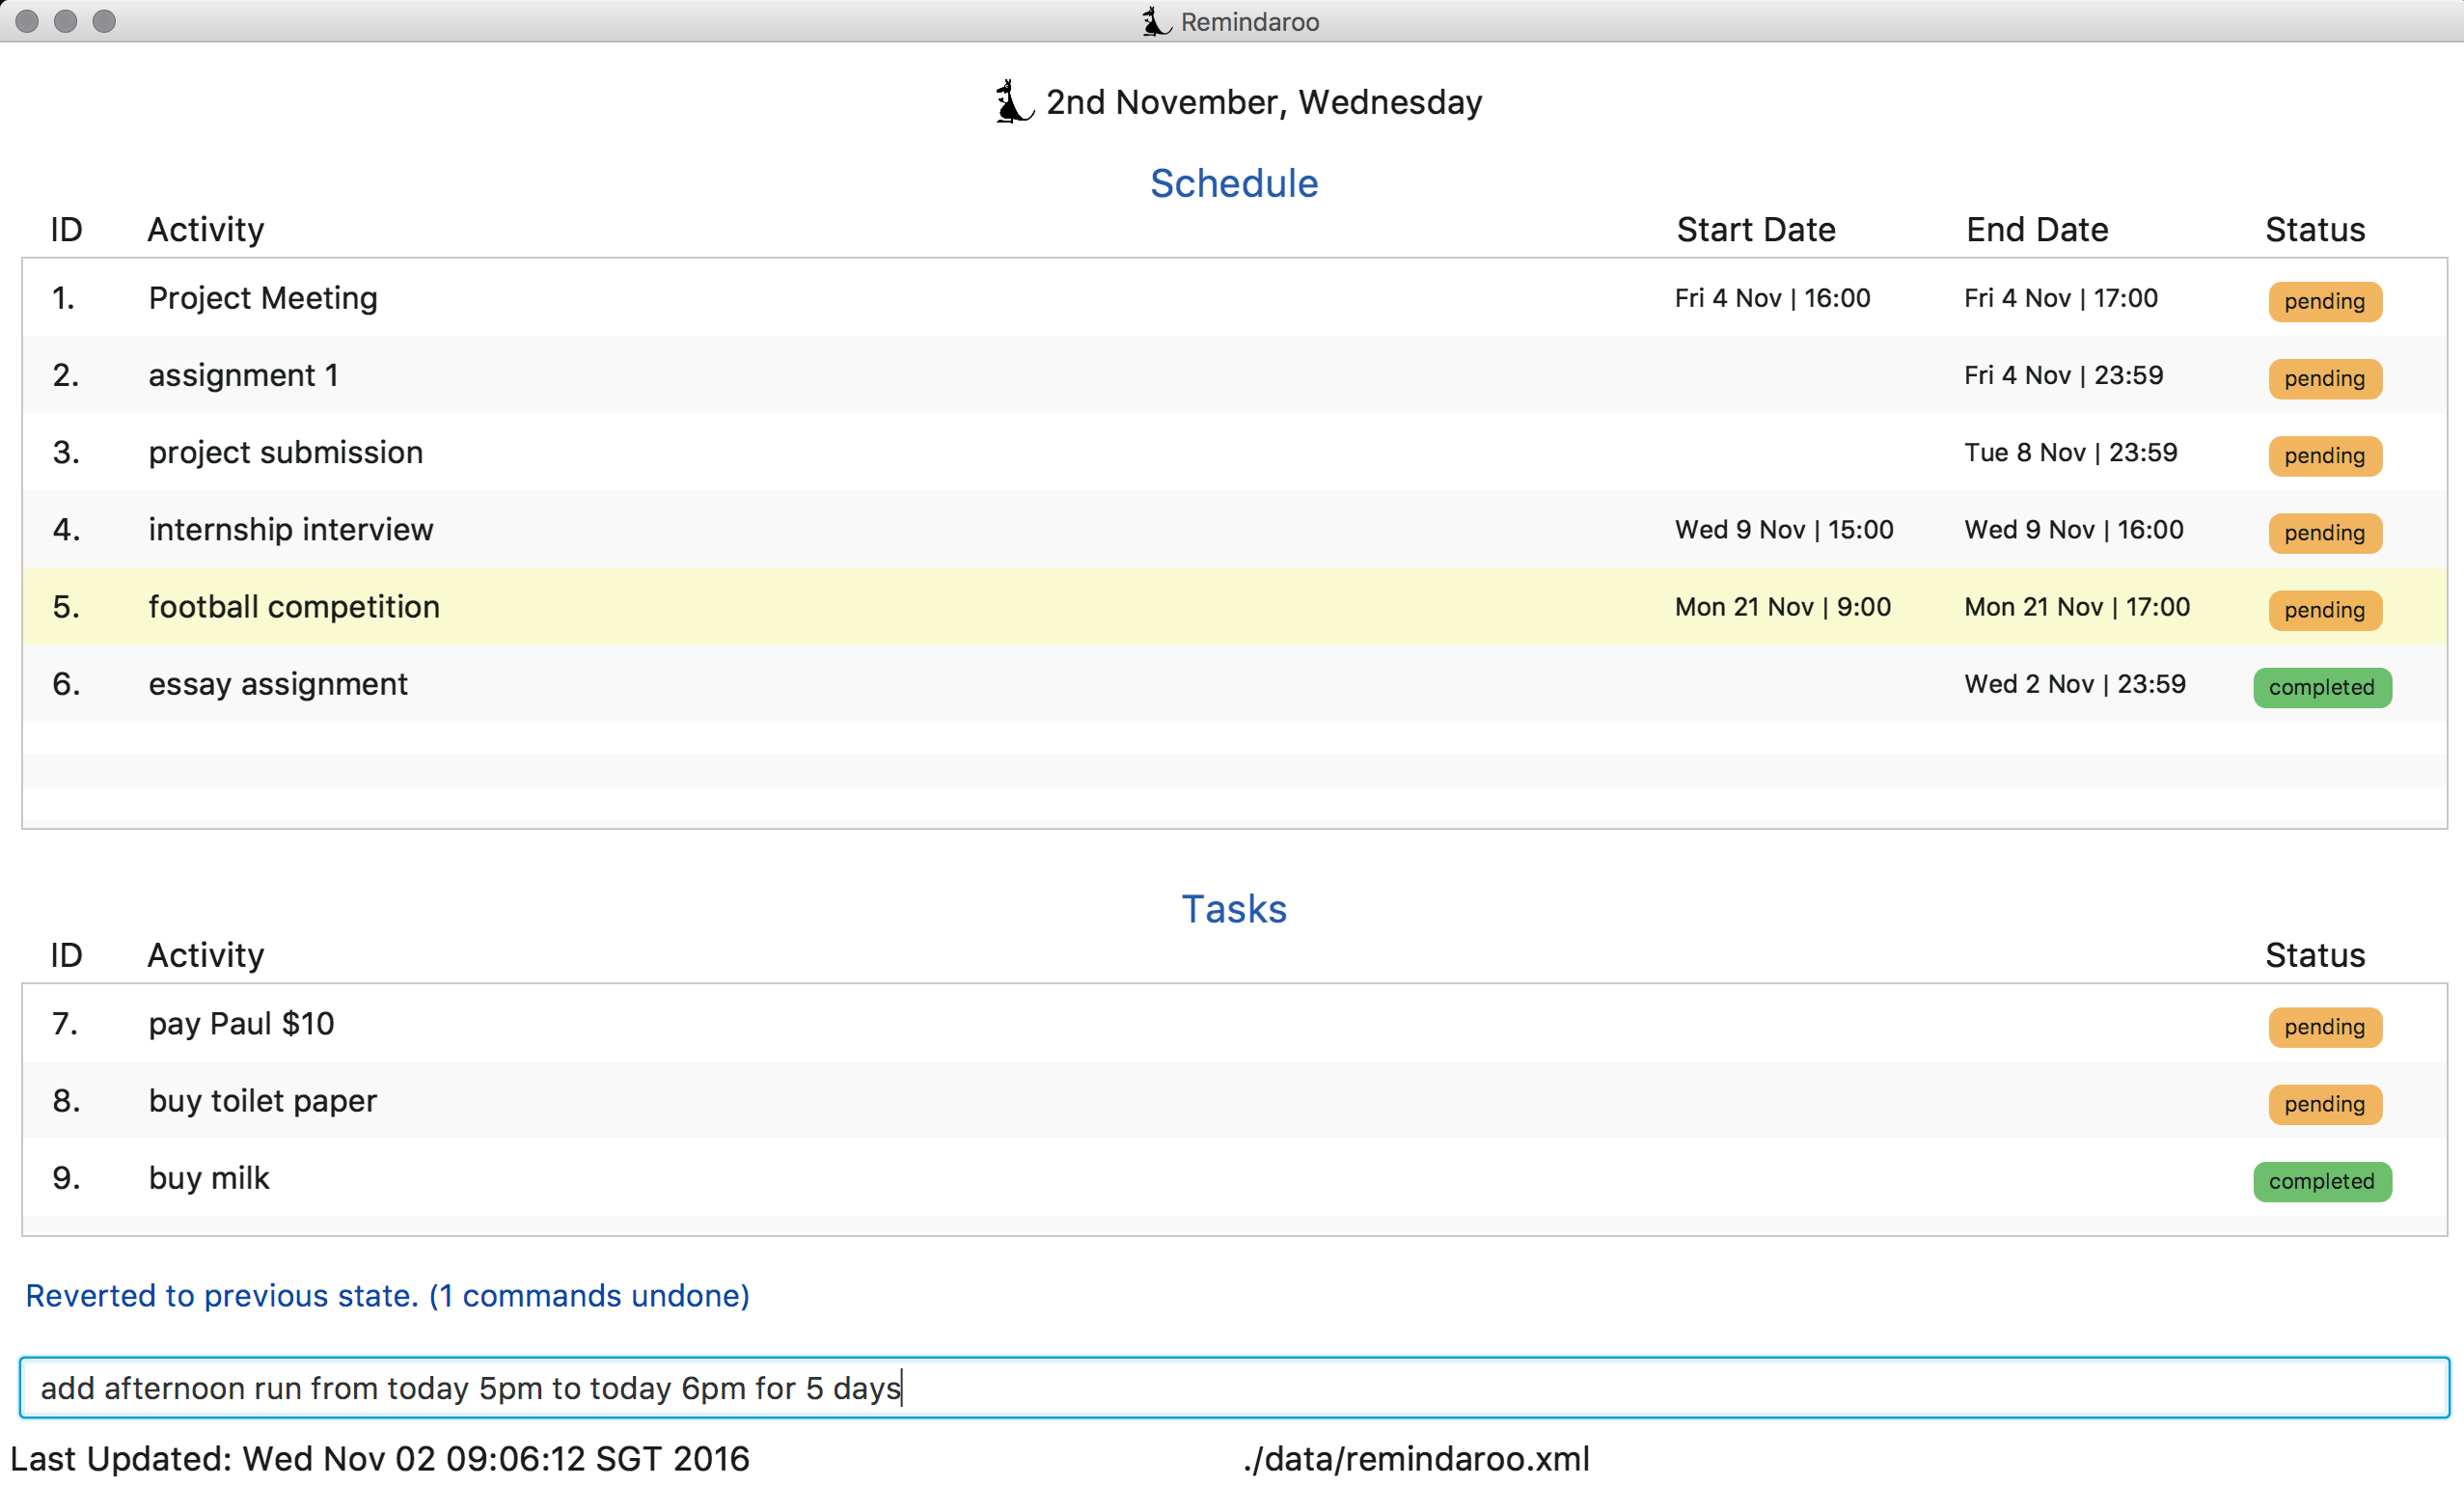 Remindaroo
2nd November, Wednesday
Schedule
ID Activity Start Date End Date Status
1. Project Meeting Fri 4 Nov | 16:00 Fri 4 Nov | 17:00 pending
2. assignment 1 Fri 4 Nov | 23:59 pending
3. project submission Tue 8 Nov | 23:59 pending
4. internship interview Wed 9 Nov | 15:00 Wed 9 Nov | 16:00 pending
5. football competition Mon 21 Nov | 9:00 Mon 21 Nov | 17:00 pending
6. essay assignment Wed 2 Nov | 23:59 completed
Tasks
ID Activity Status
7. pay Paul $10 pending
8. buy toilet paper pending
9. buy milk completed
Reverted to previous state. (1 commands undone)
add afternoon run from today 5pm to today 6pm for 5 days
Last Updated: Wed Nov 02 09:06:12 SGT 2016 ./data/remindaroo.xml